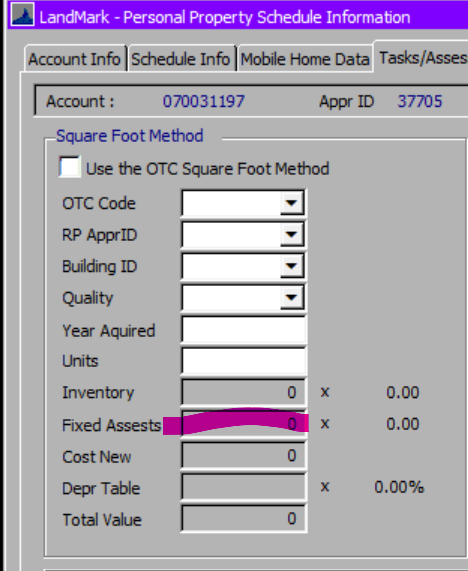 LandMark - Personal Property Schedule Information
Account Info Schedule Info Mobile Home Data Tasks/Asses
Account : 070031197 Appr ID 37705
Square Foot Method
Use the OTC Square Foot Method
OTC Code
RP ApprID
Building ID
Quality
Year Aquired
Units
Inventory 0 x 0.00
Fixed Assests 0 x 0.00
Cost New 0
Depr Table x 0.00%
Total Value 0